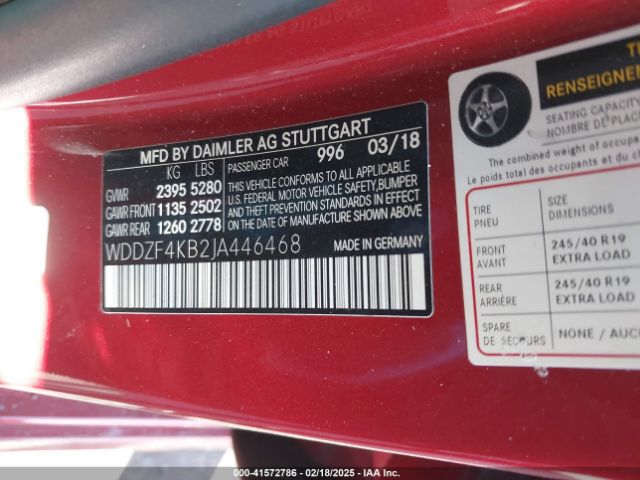 MFD BY DAIMLER AG STUTTGART
KG LBS
PASSENGER CAR 996 03/18
GVWR 2395 5280
GAWR FRONT 1135 2502
GAWR REAR 1260 2778
THIS VEHICLE CONFORMS TO ALL APPLICABLE
U.S. FEDERAL MOTOR VEHICLE SAFETY, BUMPER
AND THEFT PREVENTION STANDARDS IN EFFECT
ON THE DATE OF MANUFACTURE SHOWN ABOVE.
WDDZF4KB2JA446468 MADE IN GERMANY
RENSEIGNEMEN
SEATING CAPACITY
NOMBRE DE PLACE
The combined weight of occupants
Le poids total des occupants et du ch
TIRE
PNEU
SIZE
DIMENSIONS
FRONT
AVANT
245/40 R19
EXTRA LOAD
REAR
ARRIÈRE
245/40 R19
EXTRA LOAD
SPARE
DE SECOURS
NONE / AUC
000-41572786 - 02/18/2025 - IAA Inc.